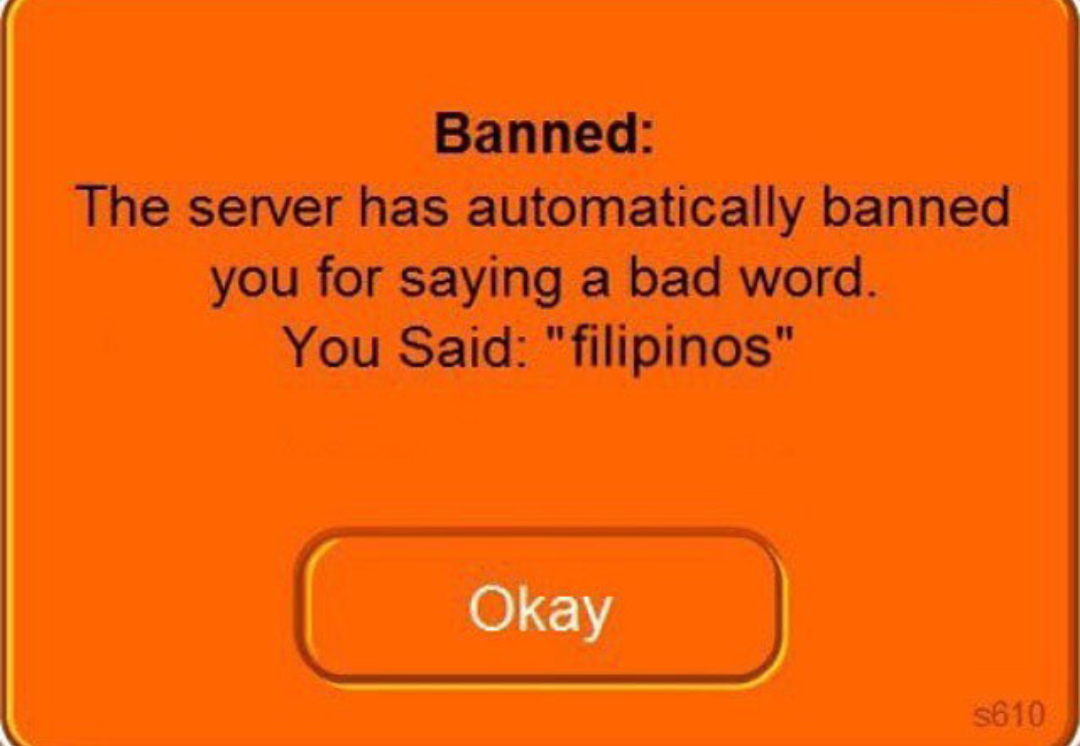 Banned:
The server has automatically banned
you for saying a bad word.
You Said: "filipinos"
Okay
s610